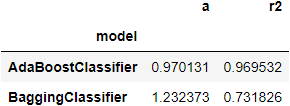 a r2
model
AdaBoostClassifier 0.970131 0.969532
BaggingClassifier 1.232373 0.731826